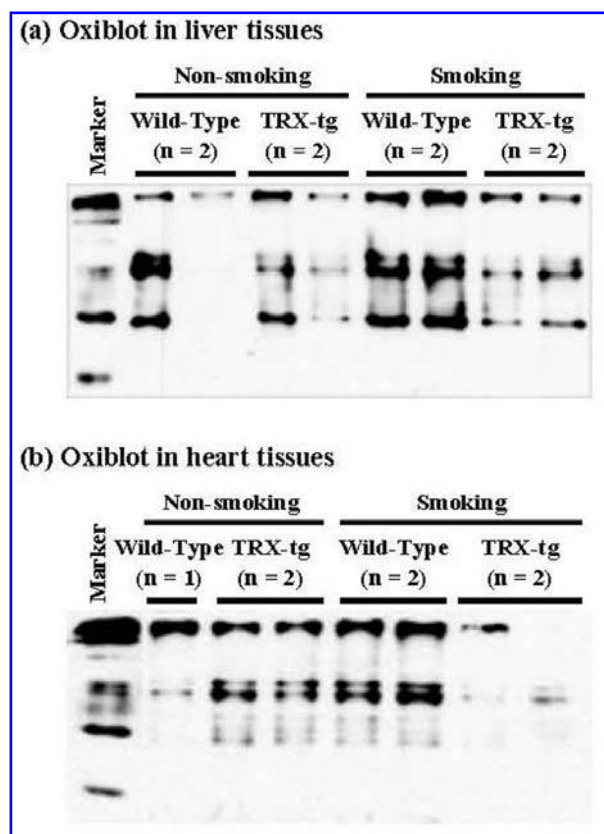 (a) Oxiblot in liver tissues
Non-smoking Smoking
Marker
Wild-Type TRX-tg Wild-Type TRX-tg
(n = 2) (n = 2) (n = 2) (n = 2)
(b) Oxiblot in heart tissues
Non-smoking Smoking
Marker
Wild-Type TRX-tg Wild-Type TRX-tg
(n = 1) (n = 2) (n = 2) (n = 2)